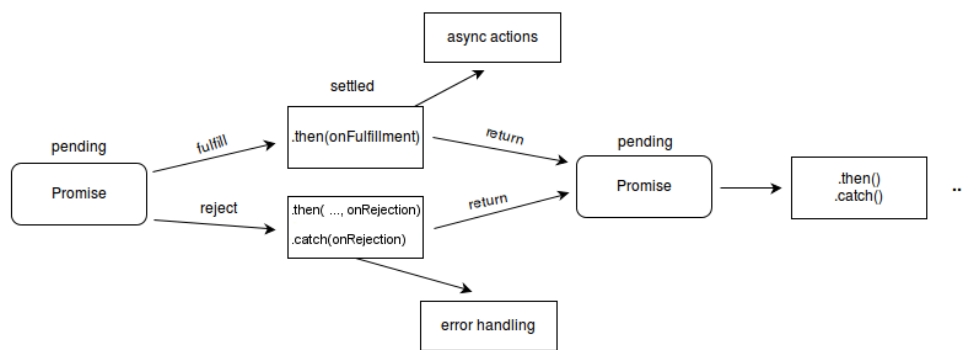 async actions
settled
.then(onFulfillment)
pending
fulfill
return
pending
Promise
Promise
.then()
.catch()
..
reject
.then( ..., onRejection)
return
.catch(onRejection)
error handling